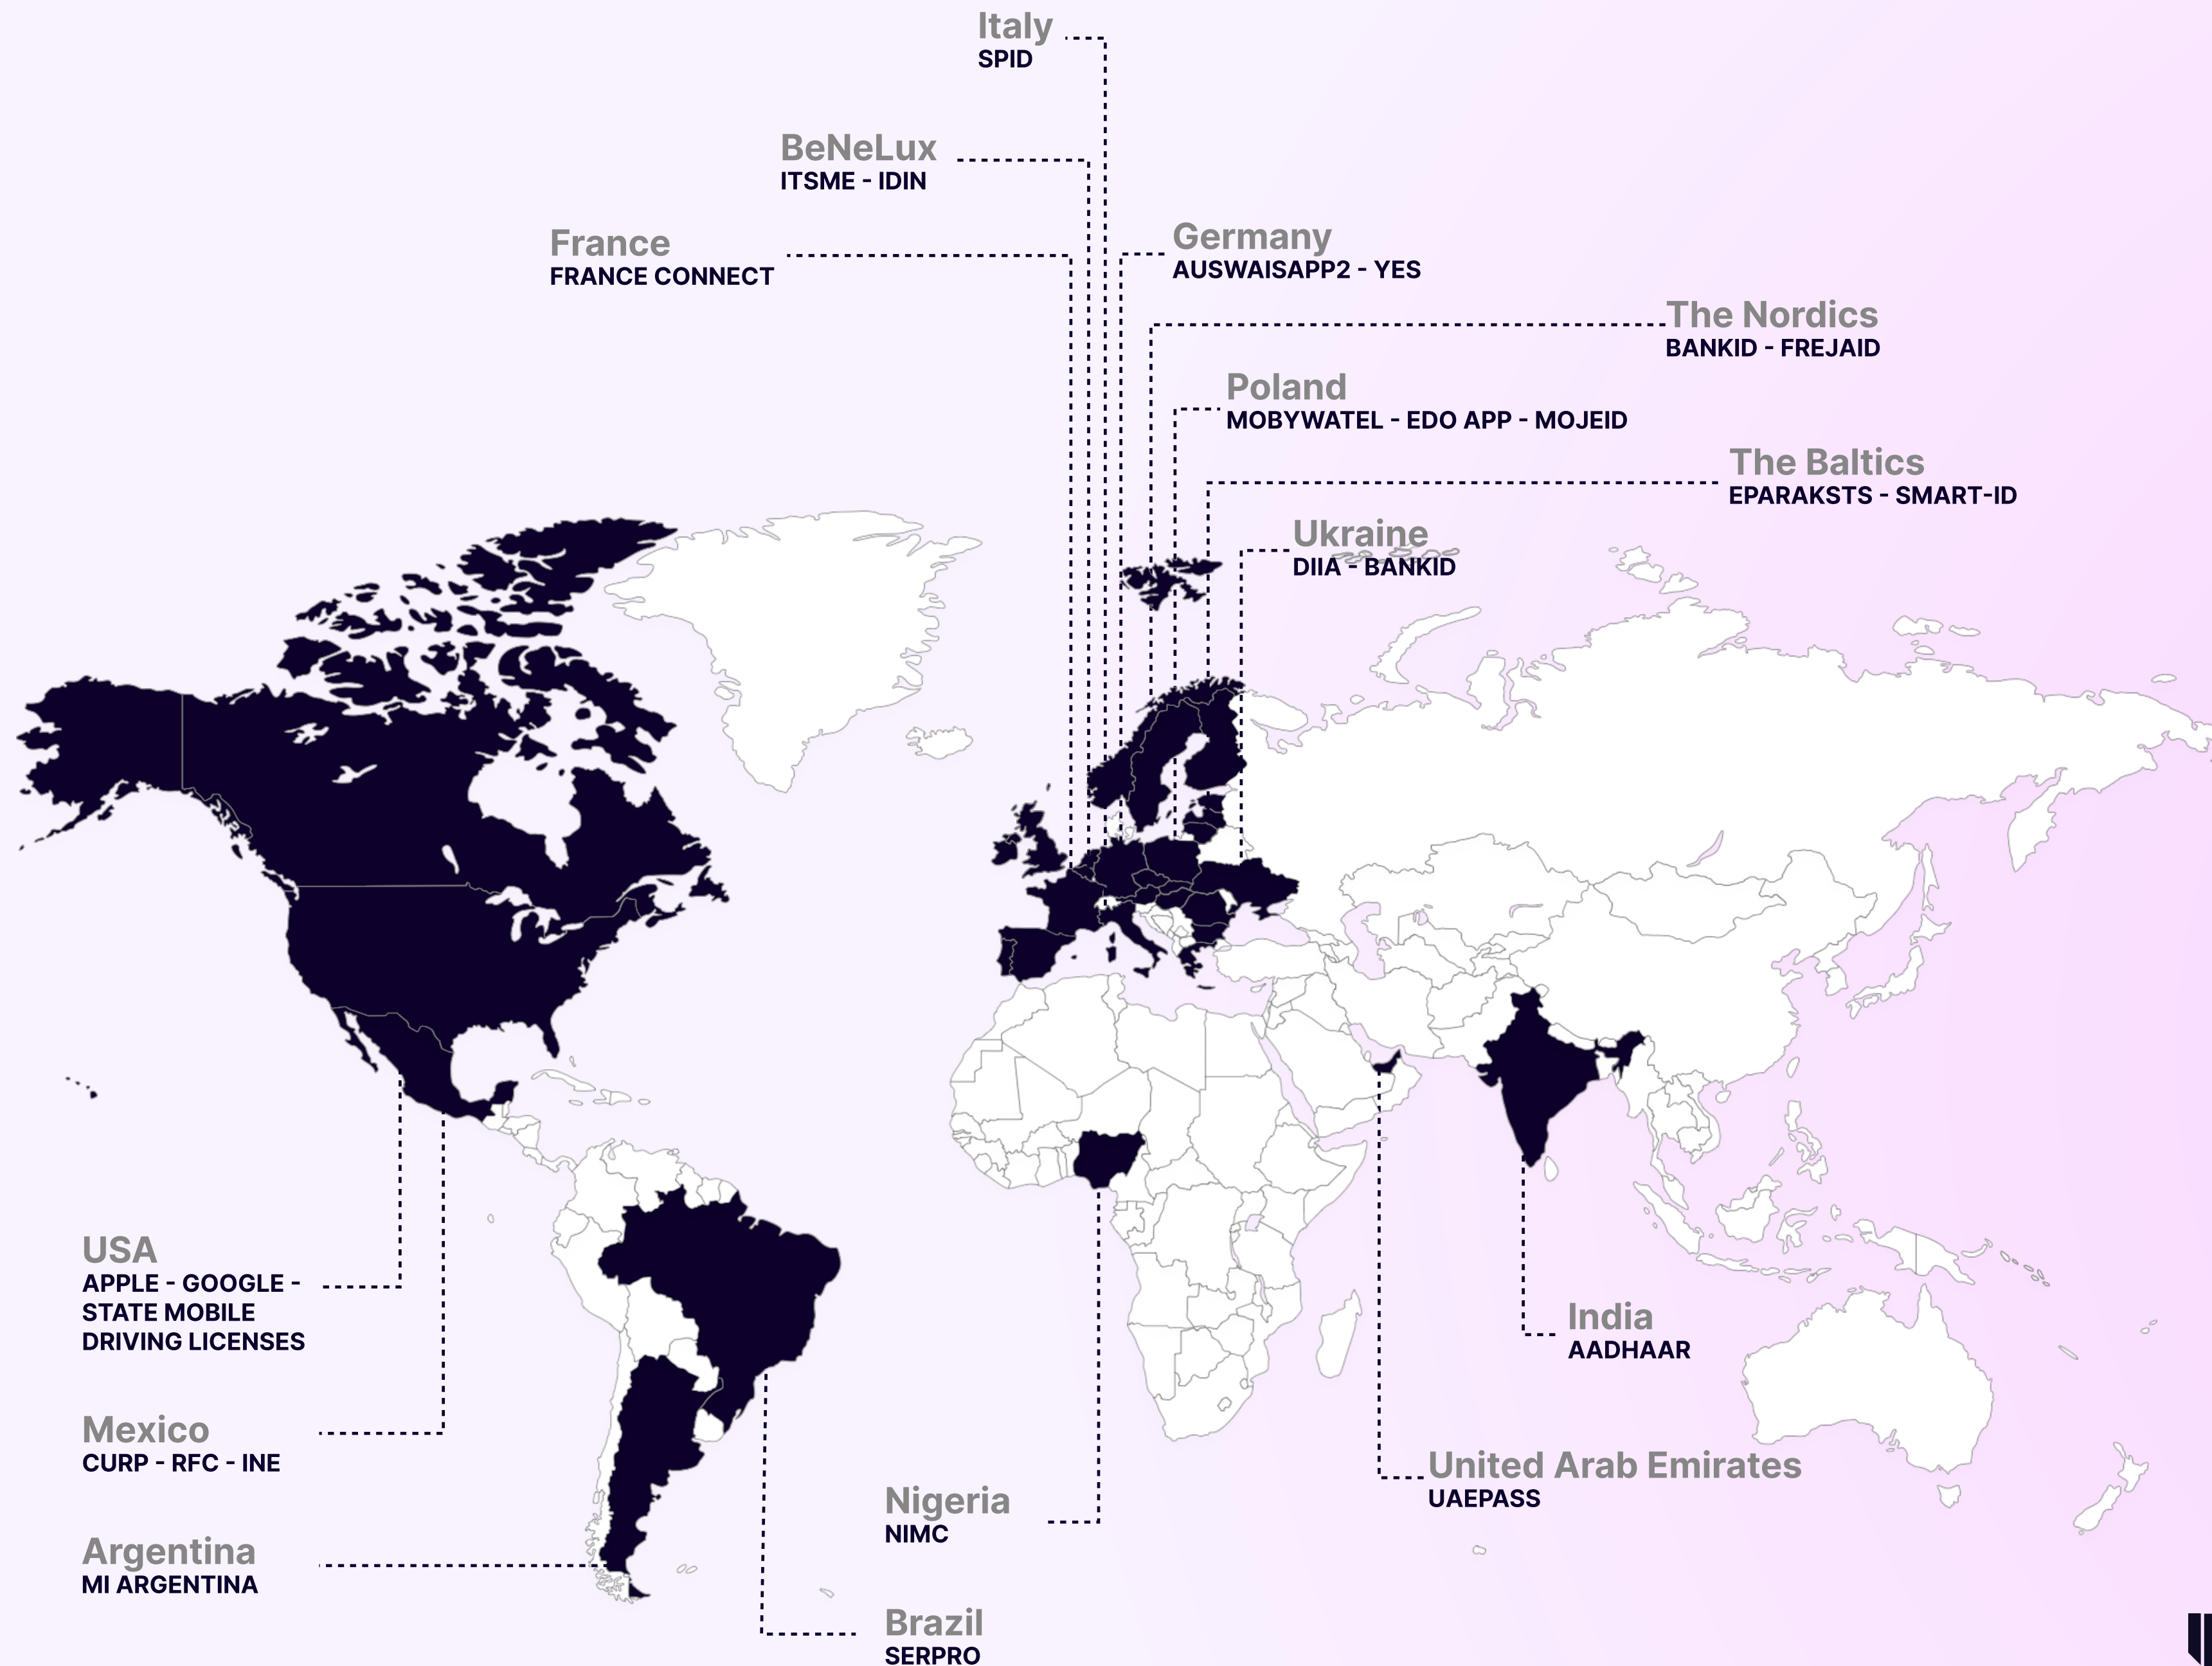 Italy
SPID
BeNeLux
ITSME - IDIN
France
FRANCE CONNECT
Germany
AUSWAISAPP2 - YES
The Nordics
BANKID - FREJAID
Poland
MOBYWATEL - EDO APP - MOJEID
The Baltics
EPARAKSTS - SMART-ID
Ukraine
DIIA - BANKID
USA
APPLE - GOOGLE -
STATE MOBILE
DRIVING LICENSES
Mexico
CURP - RFC - INE
Argentina
MI ARGENTINA
Brazil
SERPRO
Nigeria
NIMC
United Arab Emirates
UAEPASS
India
AADHAAR